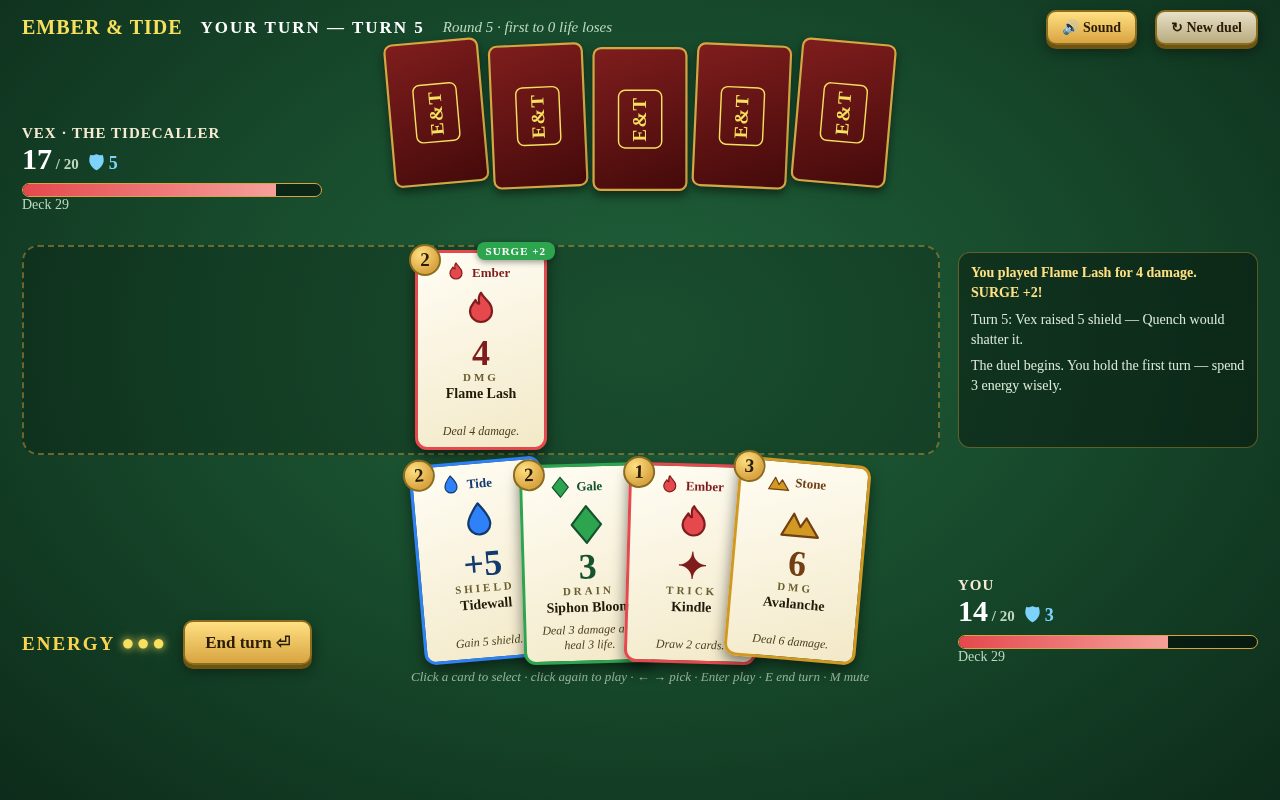 EMBER & TIDE YOUR TURN — TURN 5 Round 5 · first to 0 life loses
🔊 Sound
↻ New duel
E&T
E&T
E&T
E&T
E&T
VEX · THE TIDECALLER
17 / 20 5
Deck 29
SURGE +2
2
Ember
4
DMG
Flame Lash
Deal 4 damage.
You played Flame Lash for 4 damage.
SURGE +2!
Turn 5: Vex raised 5 shield — Quench would
shatter it.
The duel begins. You hold the first turn — spend
3 energy wisely.
2
Tide
+5
SHIELD
Tidewall
Gain 5 shield.
2
Gale
3
DRAIN
Siphon Bloom
Deal 3 damage a
heal 3 life.
1
Ember
✦
TRICK
Kindle
Draw 2 cards.
3
Stone
6
DMG
Avalanche
Deal 6 damage.
YOU
14 / 20 3
Deck 29
ENERGY
End turn ⏎
Click a card to select · click again to play · ← → pick · Enter play · E end turn · M mute